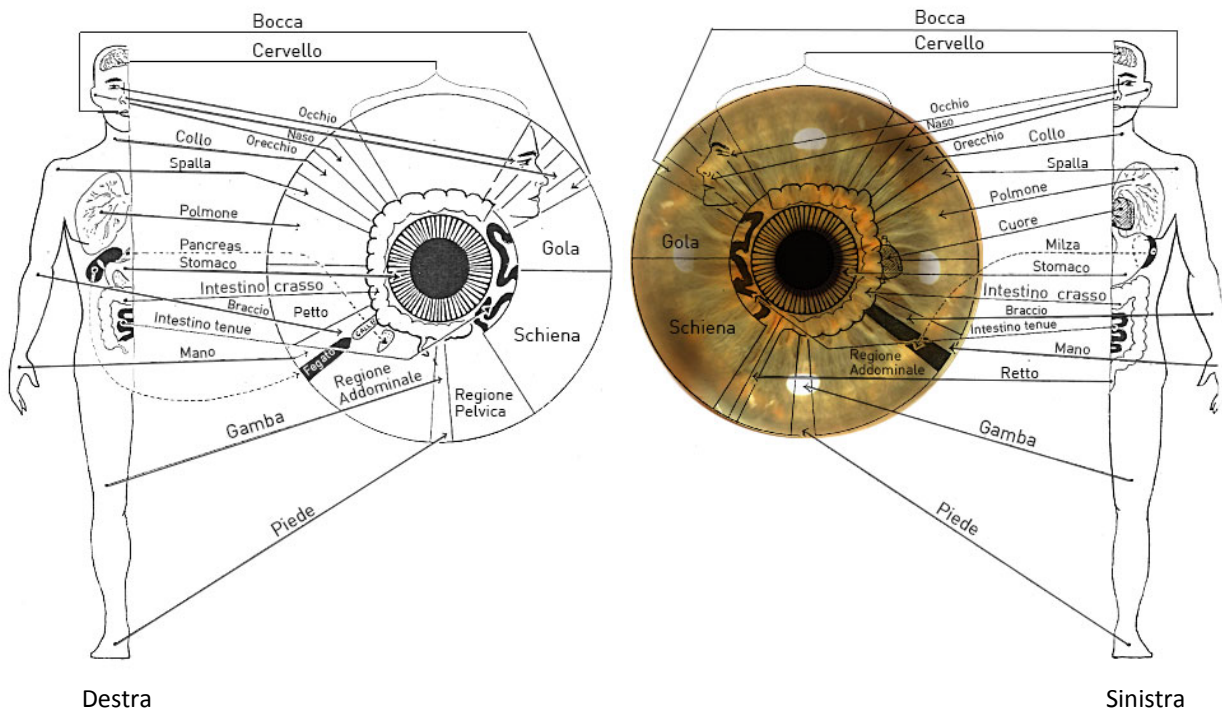 Bocca
Cervello
Occhio
Naso
Orecchio
Collo
Spalla
Polmone
Pancreas
Stomaco
Intestino crasso
Braccio
Petto
Intestino tenue
Mano
Gola
Schiena
Fegato
Regione
Addominale
Regione
Pelvica
Gamba
Piede
Destra
Bocca
Cervello
Occhio
Naso
Orecchio
Collo
Spalla
Polmone
Cuore
Milza
Gola
Stomaco
Intestino crasso
Braccio
Schiena
Intestino tenue
Mano
Regione
Addominale
Retto
Gamba
Piede
Sinistra